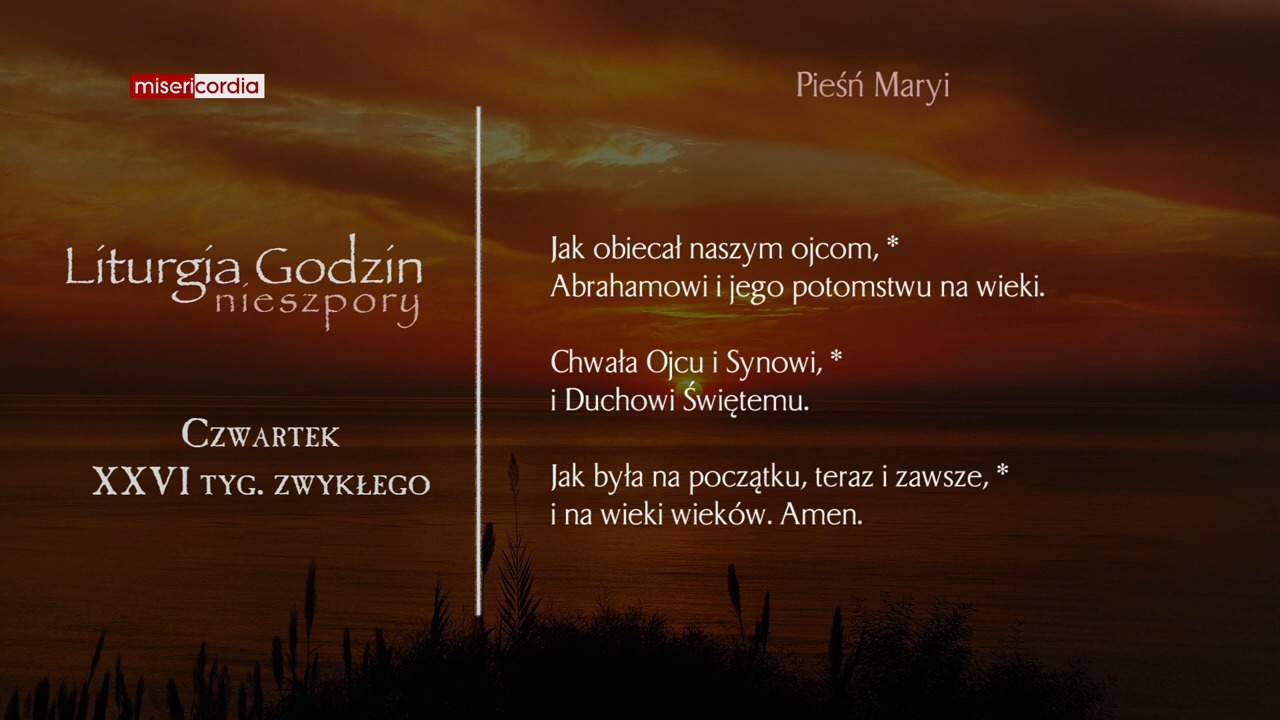 misericordia
Liturgia Godzin
nieszpory
Czwartek
XXVI tyg. zwykłego
Pieśń Maryi
Jak obiecał naszym ojcom, *
Abrahamowi i jego potomstwu na wieki.
Chwała Ojcu i Synowi, *
i Duchowi Świętemu.
Jak była na początku, teraz i zawsze, *
i na wieki wieków. Amen.